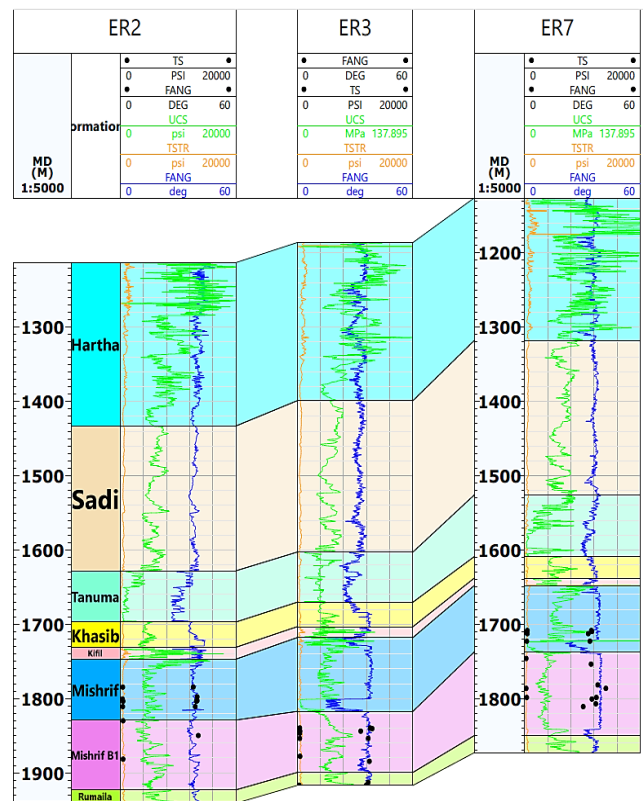 ER2 ER3 ER7
TS FANG TS
0 PSI 20000 0 DEG 60 0 PSI 20000
FANG TS FANG
0 DEG 60 0 PSI 20000 0 DEG 60
UCS UCS UCS
0 psi 20000 0 MPa 137.895 0 MPa 137.895
TSTR TSTR TSTR
0 psi 20000 0 psi 20000 0 psi 20000
FANG FANG FANG
0 deg 60 0 deg 60 0 deg 60
MD
(M)
1:5000
ormation
MD
(M)
1:5000
1200
1300 1300
Hartha
1400 1400
1500 1500
Sadi
1600 1600
Tanuma
1700 1700
Khasib
Kifil
Mishrif
1800 1800
Mishrif B1
1900
Rumaila